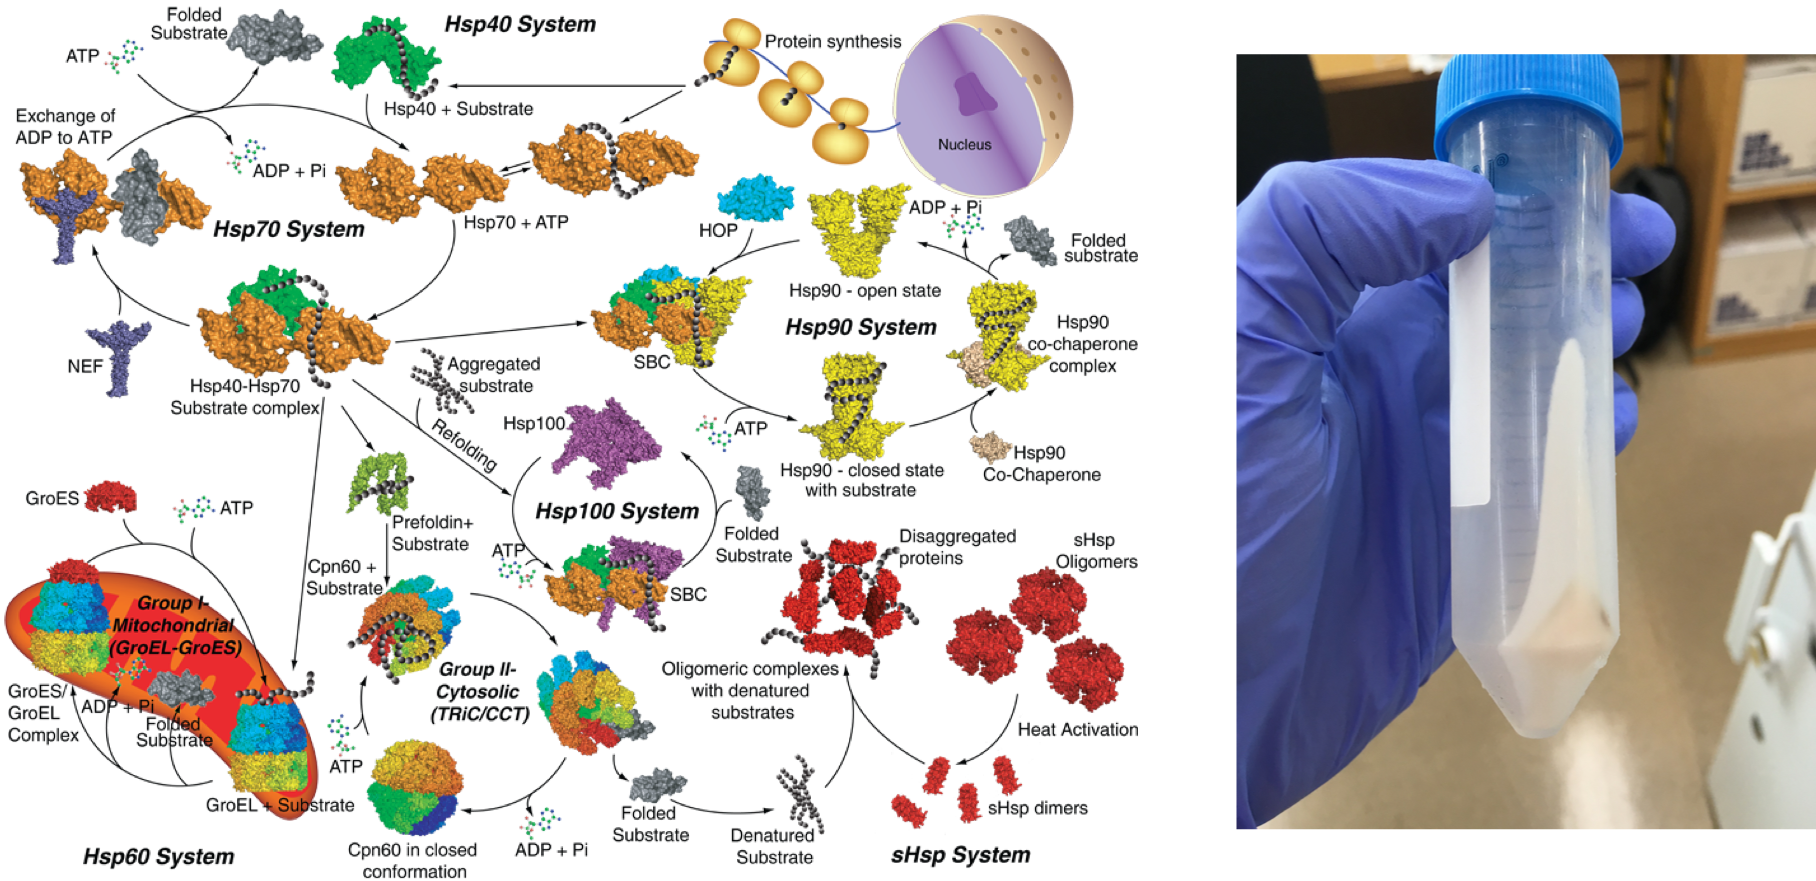 Folded
Substrate
Hsp40 System
ATP
Protein synthesis
Hsp40 + Substrate
Nucleus
Exchange of
ADP to ATP
ADP + Pi
Hsp70 System
Hsp70 + ATP
HOP
ADP + Pi
Folded
substrate
Hsp90 - open state
Hsp90 System
Hsp90
co-chaperone
complex
NEF
Hsp40-Hsp70
Substrate complex
SBC
Aggregated
substrate
Refolding
Hsp100
ATP
Hsp90 - closed state
with substrate
Hsp90
Co-Chaperone
GroES
ATP
Prefoldin+
Substrate
Hsp100 System
Folded
Substrate
Disaggregated
proteins
sHsp
Oligomers
ATP
Cpn60 +
Substrate
SBC
Group I-
Mitochondrial
(GroEL-GroES)
Group II-
Cytosolic
(TRiC/CCT)
Oligomeric complexes
with denatured
substrates
GroES/
GroEL
Complex
ADP + Pi
Folded
Substrate
Heat Activation
ATP
GroEL + Substrate
Folded
Substrate
Denatured
Substrate
sHsp dimers
Hsp60 System
Cpn60 in closed
conformation
ADP + Pi
sHsp System